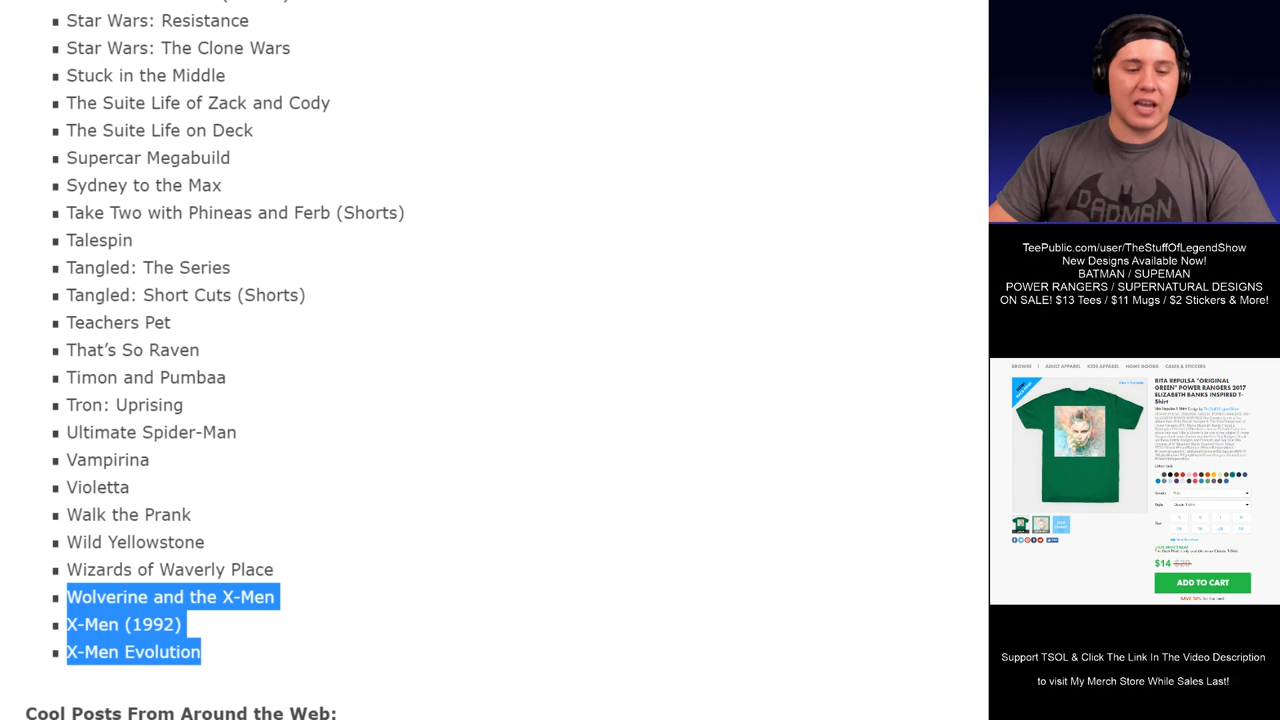 Star Wars: Resistance
Star Wars: The Clone Wars
Stuck in the Middle
The Suite Life of Zack and Cody
The Suite Life on Deck
Supercar Megabuild
Sydney to the Max
Take Two with Phineas and Ferb (Shorts)
Talespin
Tangled: The Series
Tangled: Short Cuts (Shorts)
Teachers Pet
That’s So Raven
Timon and Pumbaa
Tron: Uprising
Ultimate Spider-Man
Vampirina
Violetta
Walk the Prank
Wild Yellowstone
Wizards of Waverly Place
Wolverine and the X-Men
X-Men (1992)
X-Men Evolution
Cool Posts From Around the Web:
DADMAN
TeePublic.com/user/TheStuffOfLegendShow
New Designs Available Now!
BATMAN / SUPEMAN
POWER RANGERS / SUPERNATURAL DESIGNS
ON SALE! $13 Tees / $11 Mugs / $2 Stickers & More!
BROWSE ADULT APPAREL KIDS APPAREL HOME GOODS CASES & STICKERS
RITA REPULSA "ORIGINAL
GREEN" POWER RANGERS 2017
ELIZABETH BANKS INSPIRED T-
Shirt
$14 $20
ADD TO CART
Support TSOL & Click The Link In The Video Description
to visit My Merch Store While Sales Last!